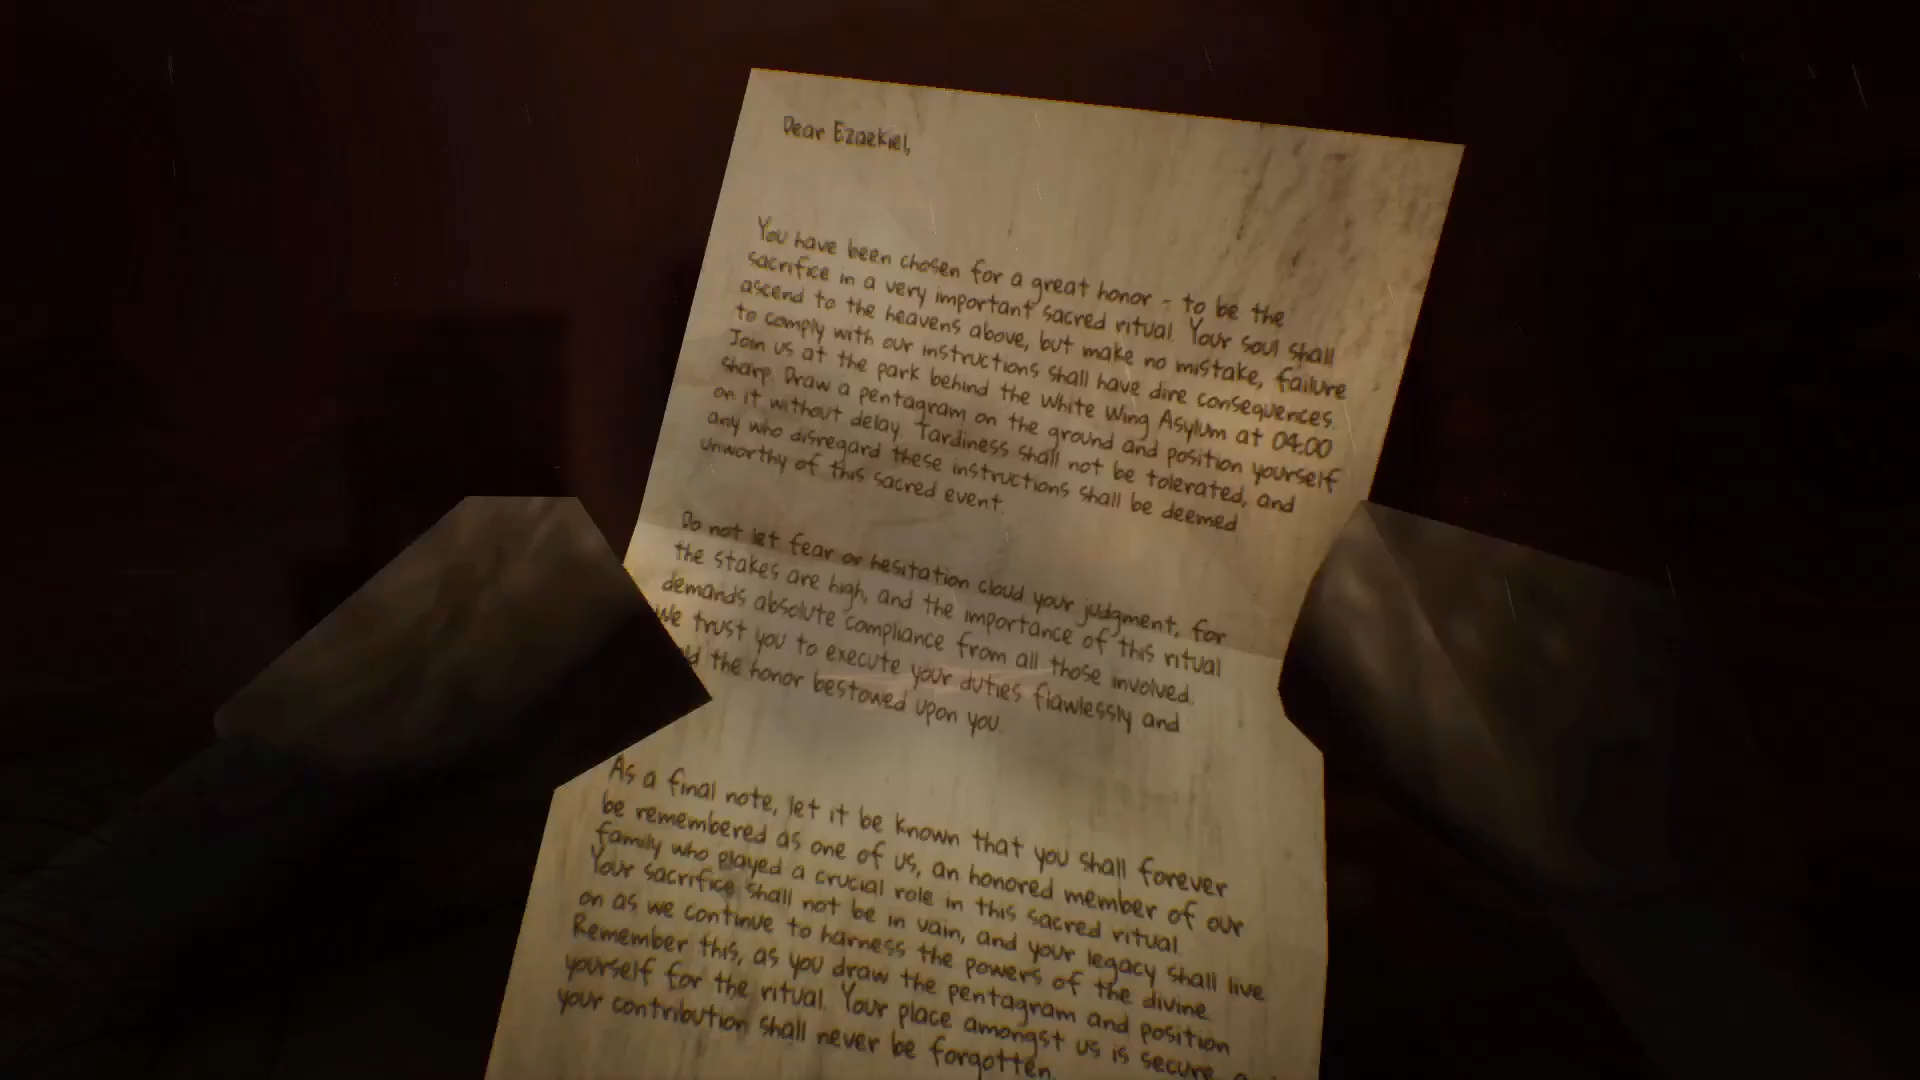 Dear Ezaekiel,
You have been chosen for a great honor - to be the
sacrifice in a very important sacred ritual. Your soul shall
ascend to the heavens above, but make no mistake, failure
to comply with our instructions shall have dire consequences.
Join us at the park behind the White Wing Asylum at 04:00
sharp. Draw a pentagram on the ground and position yourself
on it without delay. Tardiness shall not be tolerated, and
any who disregard these instructions shall be deemed
unworthy of this sacred event.
Do not let fear or hesitation cloud your judgment, for
the stakes are high, and the importance of this ritual
demands absolute compliance from all those involved.
We trust you to execute your duties flawlessly and
the honor bestowed upon you.
As a final note, let it be known that you shall forever
be remembered as one of us, an honored member of our
family who played a crucial role in this sacred ritual.
Your sacrifice shall not be in vain, and your legacy shall live
on as we continue to harness the powers of the divine.
Remember this, as you draw the pentagram and position
yourself for the ritual. Your place amongst us is secure,
your contribution shall never be forgotten.